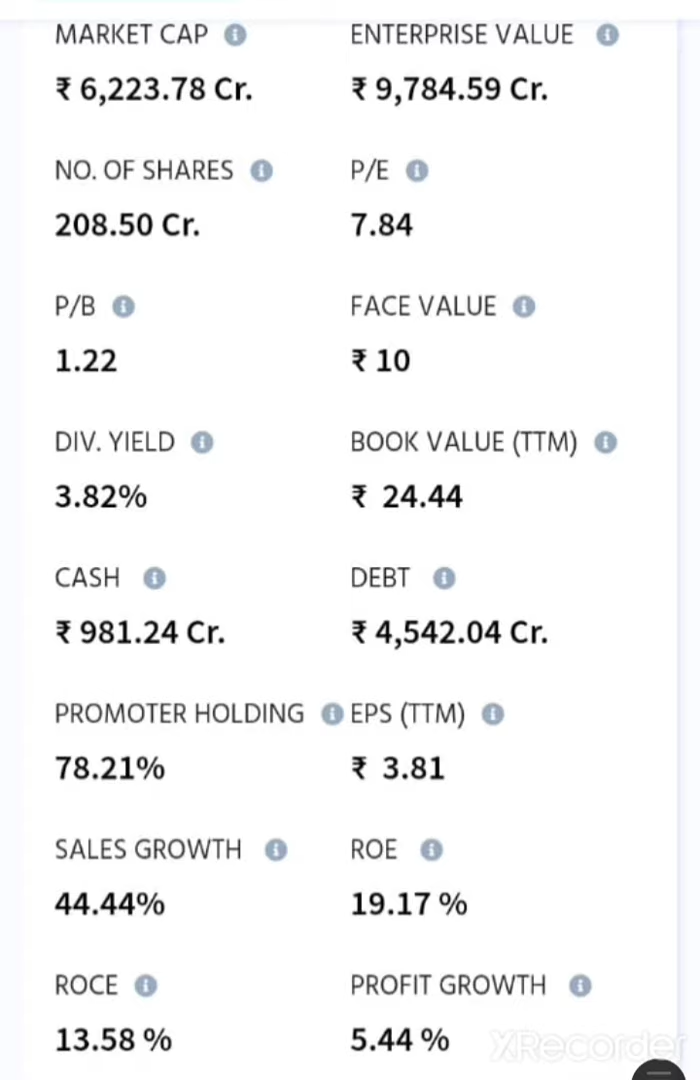 MARKET CAP ENTERPRISE VALUE
₹ 6,223.78 Cr. ₹ 9,784.59 Cr.
NO. OF SHARES P/E
208.50 Cr. 7.84
P/B FACE VALUE
1.22 ₹ 10
DIV. YIELD BOOK VALUE (TTM)
3.82% ₹ 24.44
CASH DEBT
₹ 981.24 Cr. ₹ 4,542.04 Cr.
PROMOTER HOLDING EPS (TTM)
78.21% ₹ 3.81
SALES GROWTH ROE
44.44% 19.17 %
ROCE PROFIT GROWTH
13.58 % 5.44 %
XRecorder